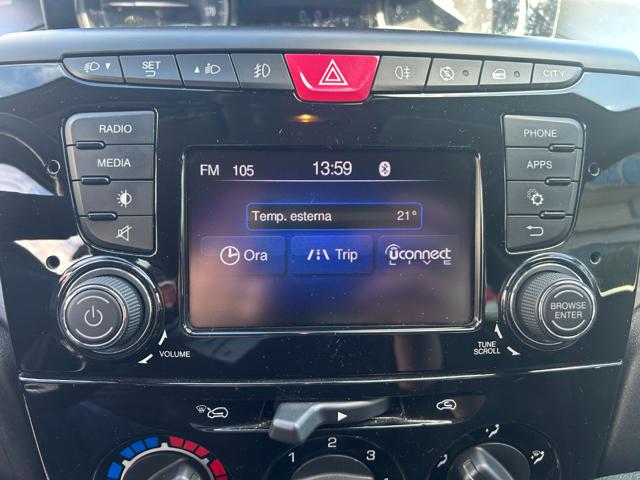 SET
CITY
RADIO
MEDIA
FM 105 13:59
Temp. esterna 21°
Ora
Trip
Uconnect
LIVE
PHONE
APPS
VOLUME
BROWSE
ENTER
TUNE
SCROLL
1 2 3 4